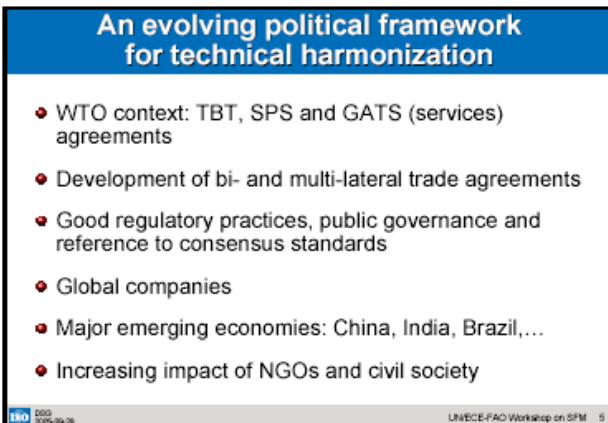 An evolving political framework
for technical harmonization
WTO context: TBT, SPS and GATS (services)
agreements
Development of bi- and multi-lateral trade agreements
Good regulatory practices, public governance and
reference to consensus standards
Global companies
Major emerging economies: China, India, Brazil,...
Increasing impact of NGOs and civil society
ISO
UN/ECE-FAO Workshop on SFM 5